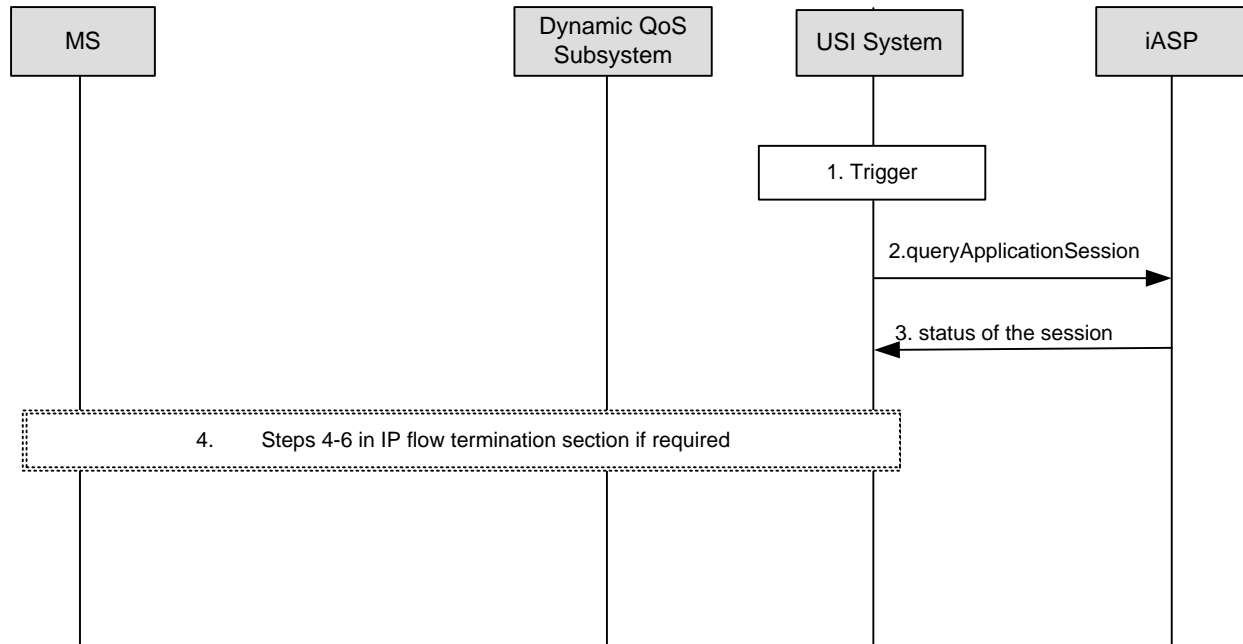 MS
Dynamic QoS
Subsystem
USI System
iASP
1. Trigger
2.queryApplicationSession
3. status of the session
4. Steps 4-6 in IP flow termination section if required